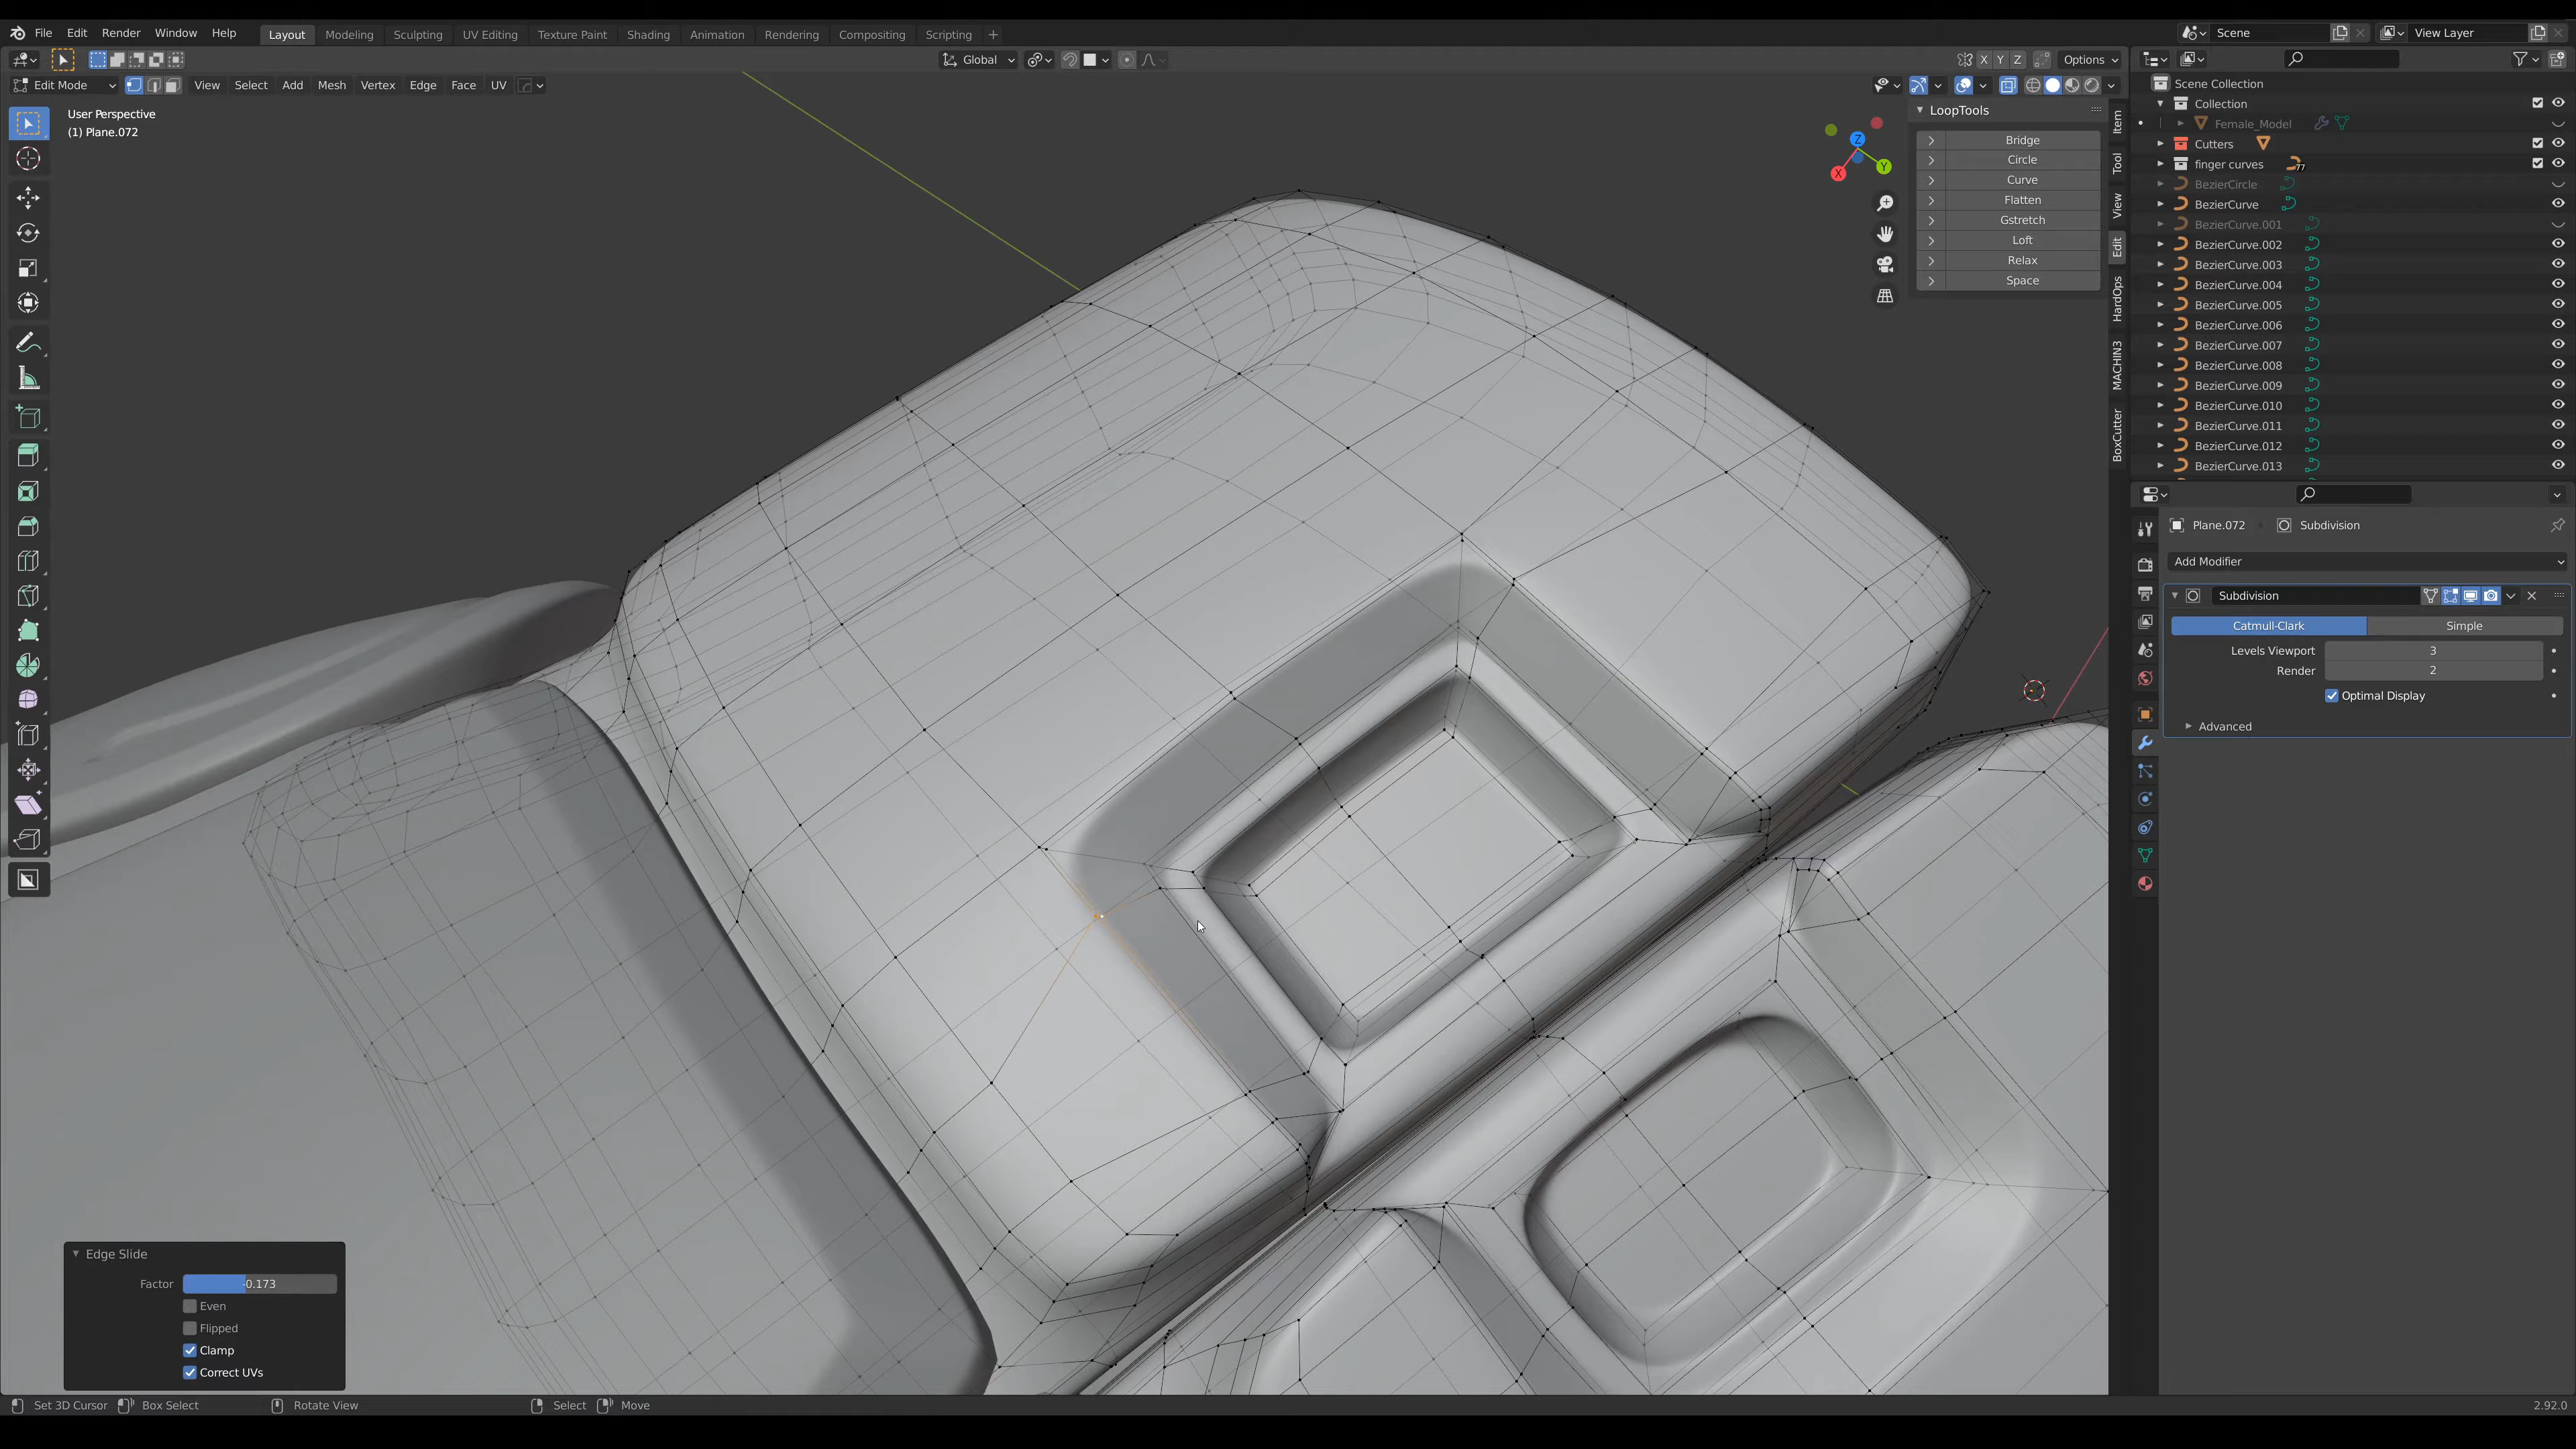 File Edit Render Window Help Layout Modeling Sculpting UV Editing Texture Paint Shading Animation Rendering Compositing Scripting + Scene View Layer
Global X Y Z Options
Edit Mode View Select Add Mesh Vertex Edge Face UV
User Perspective
(1) Plane.072
LoopTools
Bridge
Circle
Curve
Flatten
Gstretch
Loft
Relax
Space
Z
Y
X
Item
Tool
View
Edit
HardOps
MACHIN3
BoxCutter
Scene Collection
Collection
Female_Model
Cutters
finger curves 77
BezierCircle
BezierCurve
BezierCurve.001
BezierCurve.002
BezierCurve.003
BezierCurve.004
BezierCurve.005
BezierCurve.006
BezierCurve.007
BezierCurve.008
BezierCurve.009
BezierCurve.010
BezierCurve.011
BezierCurve.012
BezierCurve.013
Plane.072 Subdivision
Add Modifier
Subdivision
Catmull-Clark Simple
Levels Viewport 3
Render 2
Optimal Display
Advanced
Edge Slide
Factor -0.173
Even
Flipped
Clamp
Correct UVs
Set 3D Cursor Box Select Rotate View Select Move 2.92.0